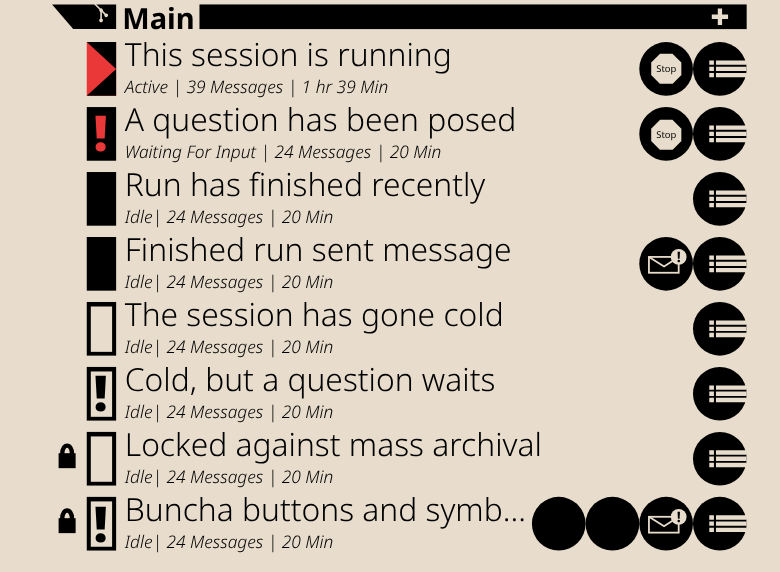 Main
This session is running
Stop
Active | 39 Messages | 1 hr 39 Min
A question has been posed
Stop
Waiting For Input | 24 Messages | 20 Min
Run has finished recently
Idle| 24 Messages | 20 Min
Finished run sent message
Idle| 24 Messages | 20 Min
The session has gone cold
Idle| 24 Messages | 20 Min
Cold, but a question waits
Idle| 24 Messages | 20 Min
Locked against mass archival
Idle| 24 Messages | 20 Min
Buncha buttons and symb...
Idle| 24 Messages | 20 Min